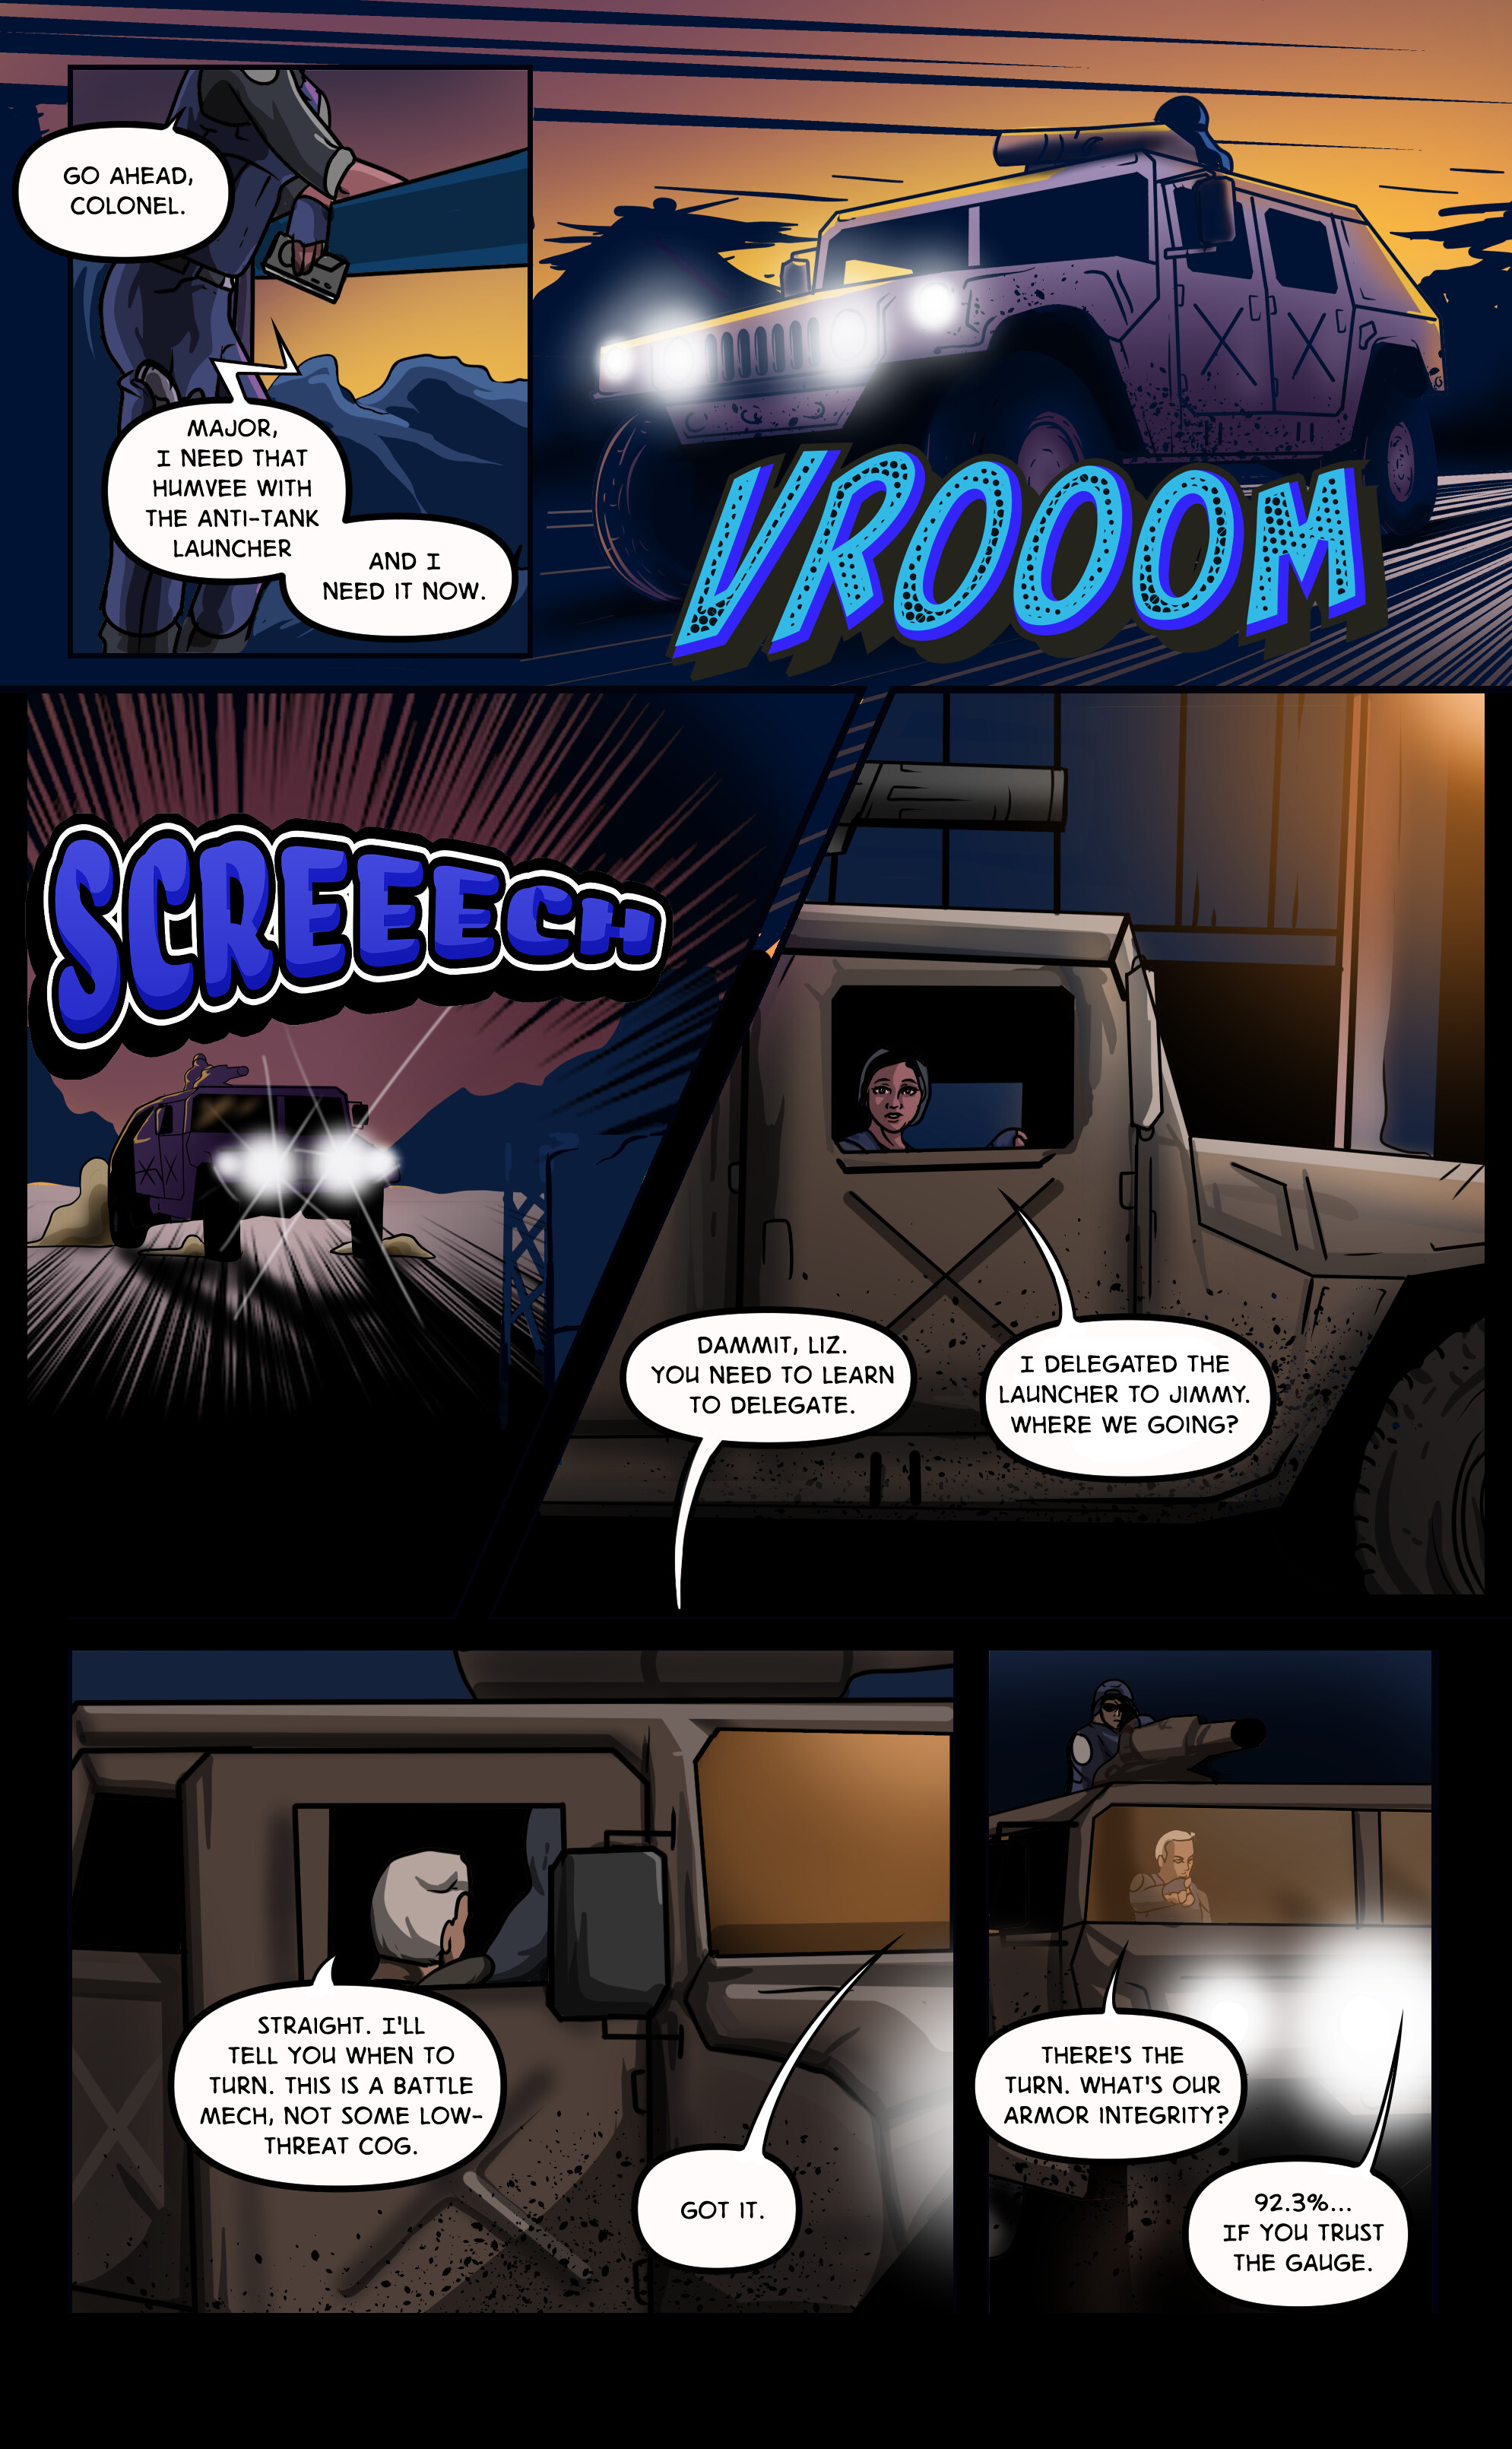 GO AHEAD,
COLONEL.
MAJOR,
I NEED THAT
HUMVEE WITH
THE ANTI-TANK
LAUNCHER
AND I
NEED IT NOW.
VROOOM
SCREEECH
DAMMIT, LIZ.
YOU NEED TO LEARN
TO DELEGATE.
I DELEGATED THE
LAUNCHER TO JIMMY.
WHERE WE GOING?
STRAIGHT. I'LL
TELL YOU WHEN TO
TURN. THIS IS A BATTLE
MECH, NOT SOME LOW-
THREAT COG.
GOT IT.
THERE'S THE
TURN. WHAT'S OUR
ARMOR INTEGRITY?
92.3%...
IF YOU TRUST
THE GAUGE.